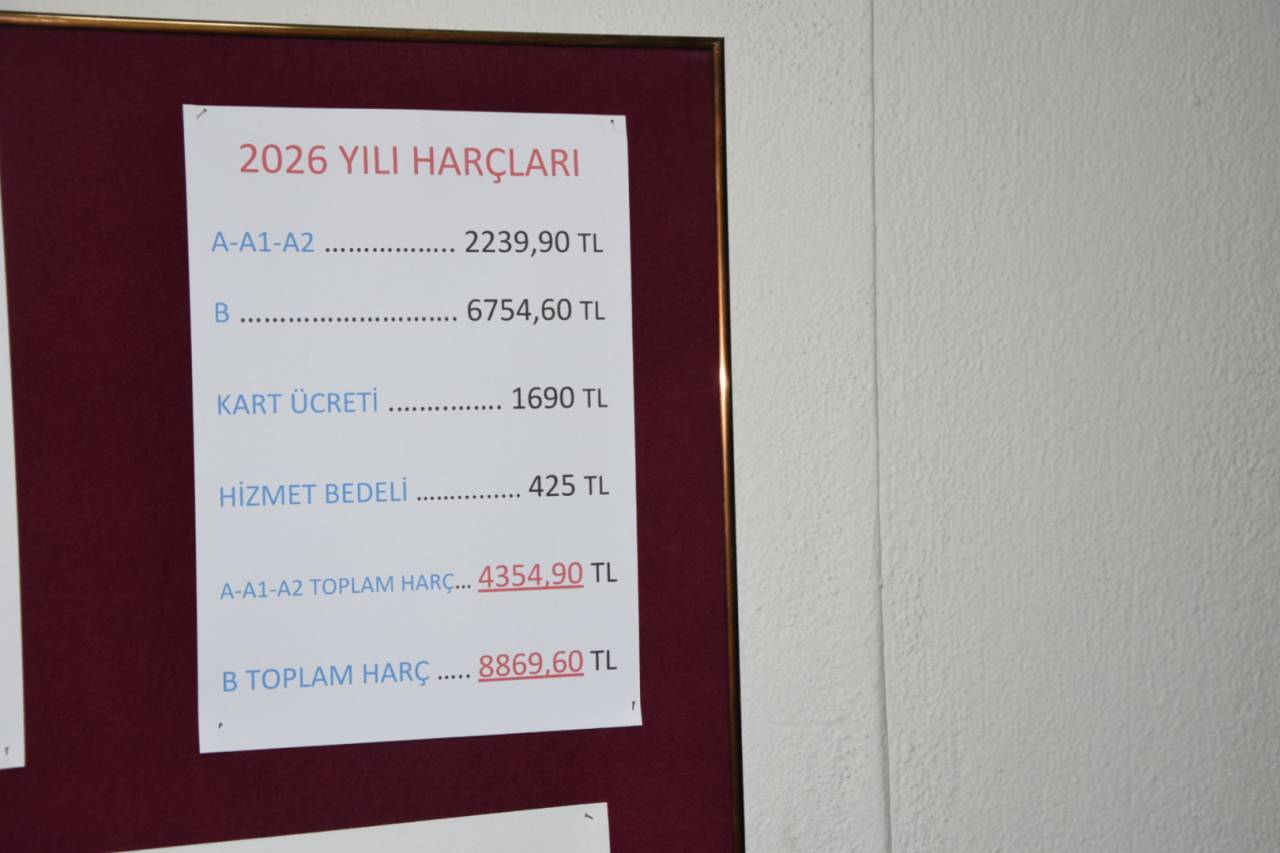 2026 YILI HARÇLARI
A-A1-A2 ................. 2239,90 TL
B ........................... 6754,60 TL
KART ÜCRETİ ............... 1690 TL
HİZMET BEDELİ ............... 425 TL
A-A1-A2 TOPLAM HARÇ... 4354,90 TL
B TOPLAM HARÇ ..... 8869,60 TL